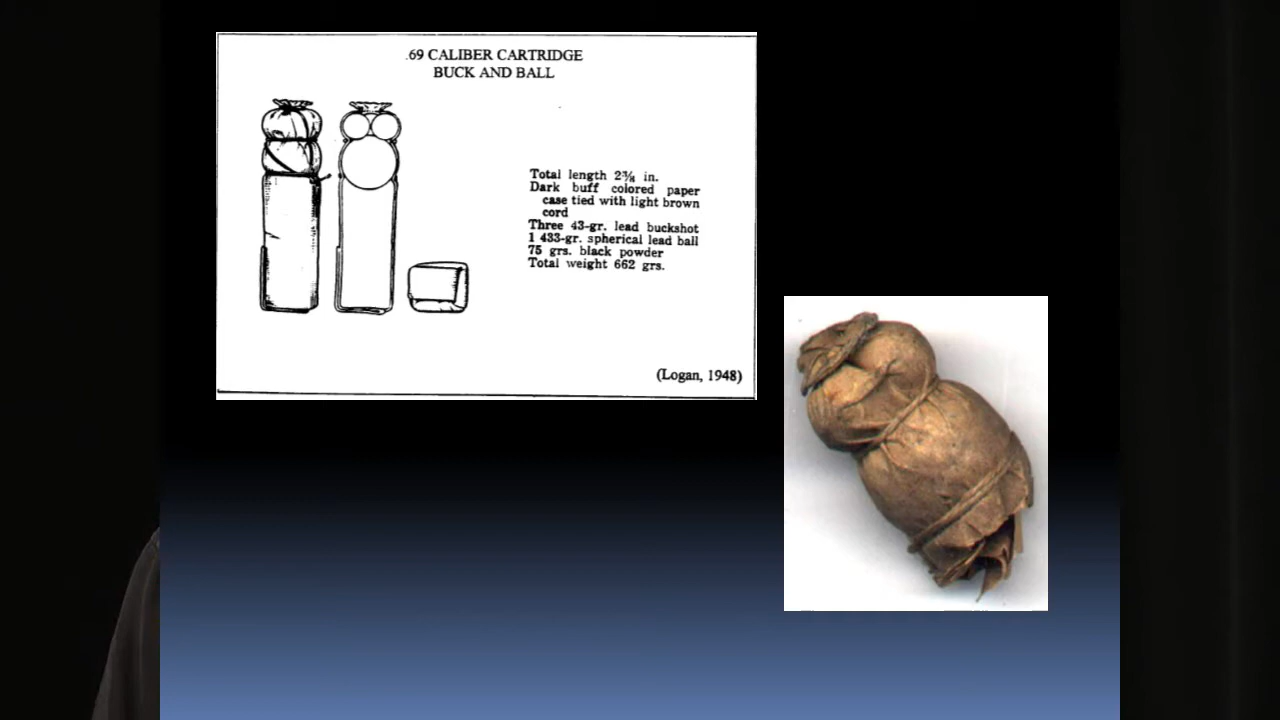 .69 CALIBER CARTRIDGE
BUCK AND BALL
Total length 2⅜ in.
Dark buff colored paper
case tied with light brown
cord
Three 43-gr. lead buckshot
1 433-gr. spherical lead ball
75 grs. black powder
Total weight 662 grs.
(Logan, 1948)